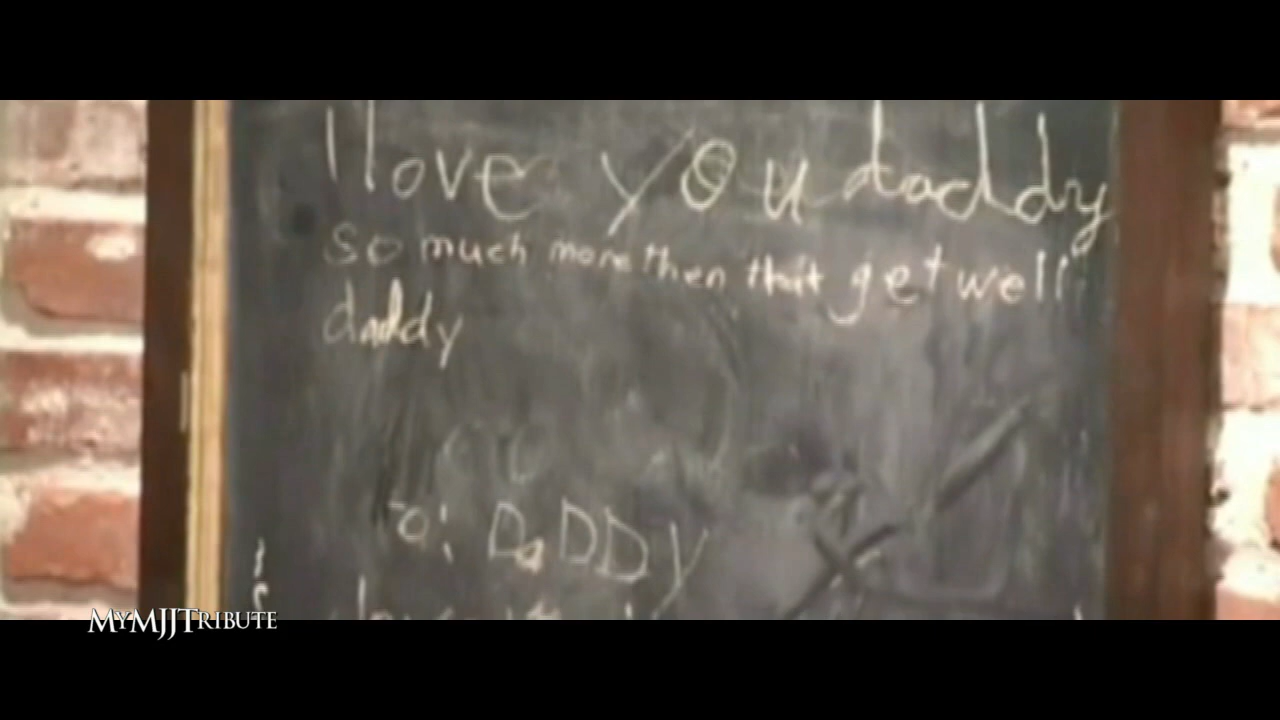 I love you daddy
so much more then that get well
daddy
To: DaDDy
MyMJJTribute